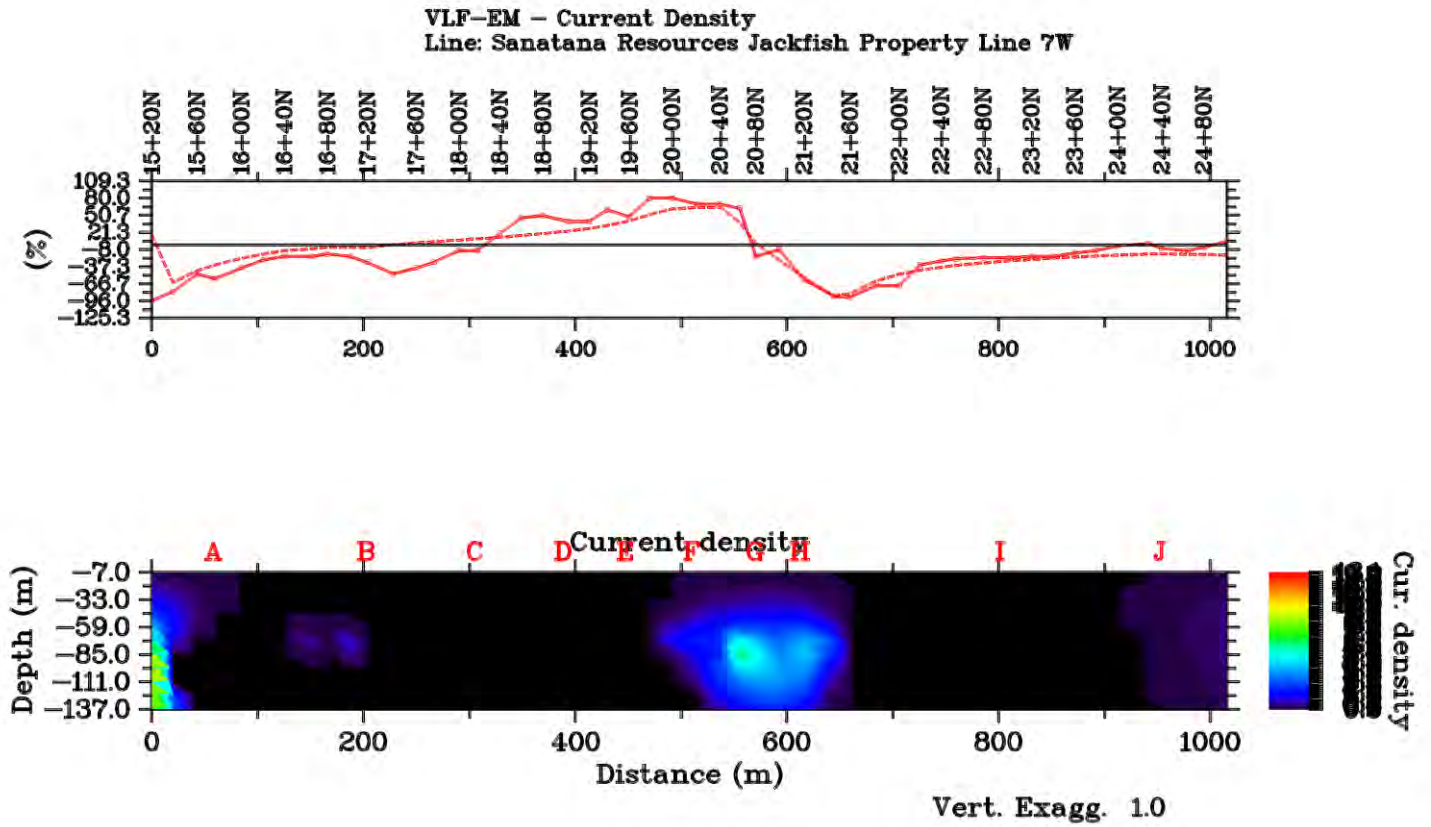 VLF-EM - Current Density
Line: Sanatana Resources Jackfish Property Line 7W
15+20N 15+60N 16+00N 16+40N 16+80N 17+20N 17+60N 18+00N 18+40N 18+80N 19+20N 19+60N 20+00N 20+40N 20+80N 21+20N 21+60N 22+00N 22+40N 22+80N 23+20N 23+60N 24+00N 24+40N 24+80N
(%)
109.3
80.0
50.7
21.3
-8.0
-37.3
-66.7
-96.0
-125.3
0 200 400 600 800 1000
Current density
A B C D E F G H I J
Depth (m)
-7.0
-33.0
-59.0
-85.0
-111.0
-137.0
0 200 400 600 800 1000
Distance (m)
Cur. density
Vert. Exagg. 1.0